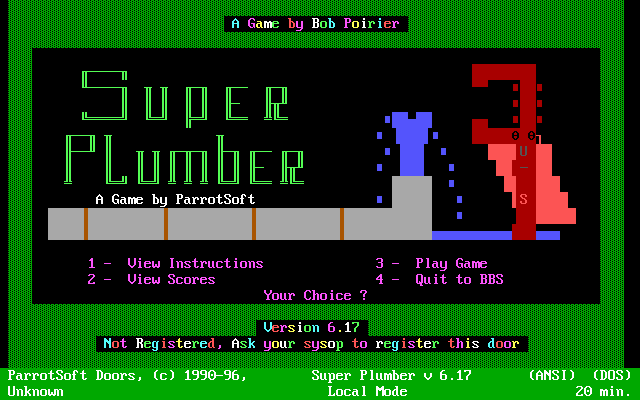 A Game by Bob Poirier
Super
Plumber
A Game by ParrotSoft
U
S
1 - View Instructions
3 - Play Game
2 - View Scores
4 - Quit to BBS
Your Choice ?
Version 6.17
Not Registered, Ask your sysop to register this door
ParrotSoft Doors, (c) 1990-96,
Super Plumber v 6.17
(ANSI)
(DOS)
Unknown
Local Mode
20 min.